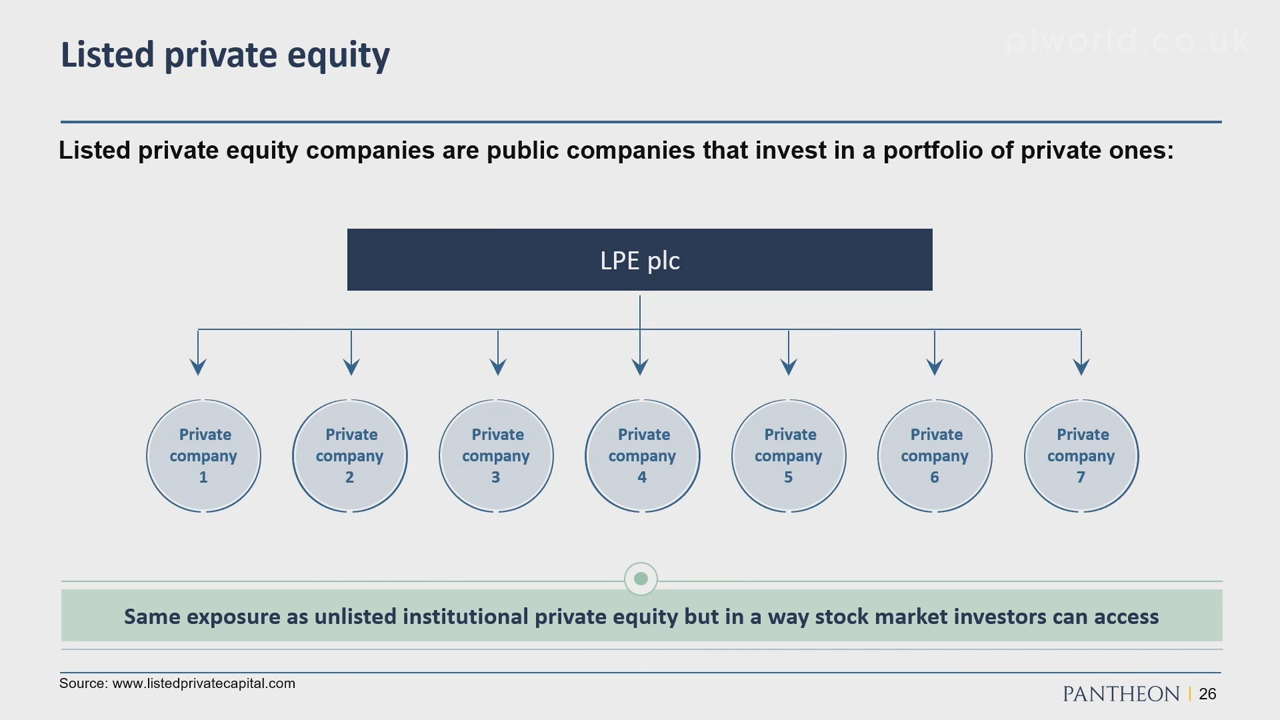 piworld.co.uk
Listed private equity
Listed private equity companies are public companies that invest in a portfolio of private ones:
LPE plc
Private
company
1
Private
company
2
Private
company
3
Private
company
4
Private
company
5
Private
company
6
Private
company
7
Same exposure as unlisted institutional private equity but in a way stock market investors can access
Source: www.listedprivatecapital.com
PANTHEON | 26